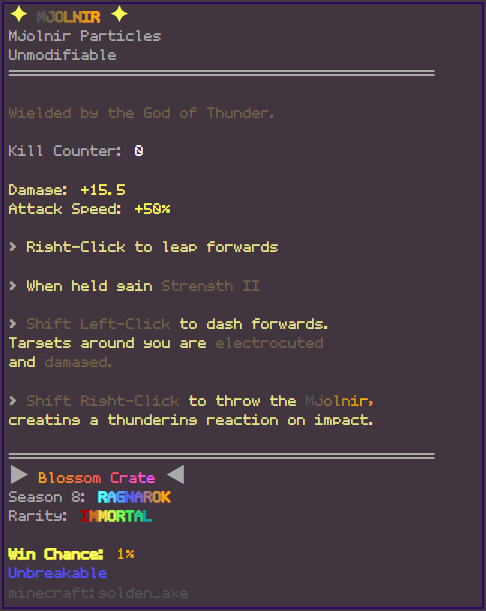 ✦ MJOLNIR ✦
Mjolnir Particles
Unmodifiable
Wielded by the God of Thunder.
Kill Counter: 0
Damage: +15.5
Attack Speed: +50%
> Right-Click to leap forwards
> When held gain Strength II
> Shift Left-Click to dash forwards.
Targets around you are electrocuted
and damaged.
> Shift Right-Click to throw the Mjolnir,
creating a thundering reaction on impact.
▶ Blossom Crate ◀
Season 8: RAGNAROK
Rarity: IMMORTAL
Win Chance: 1%
Unbreakable
minecraft:golden_axe